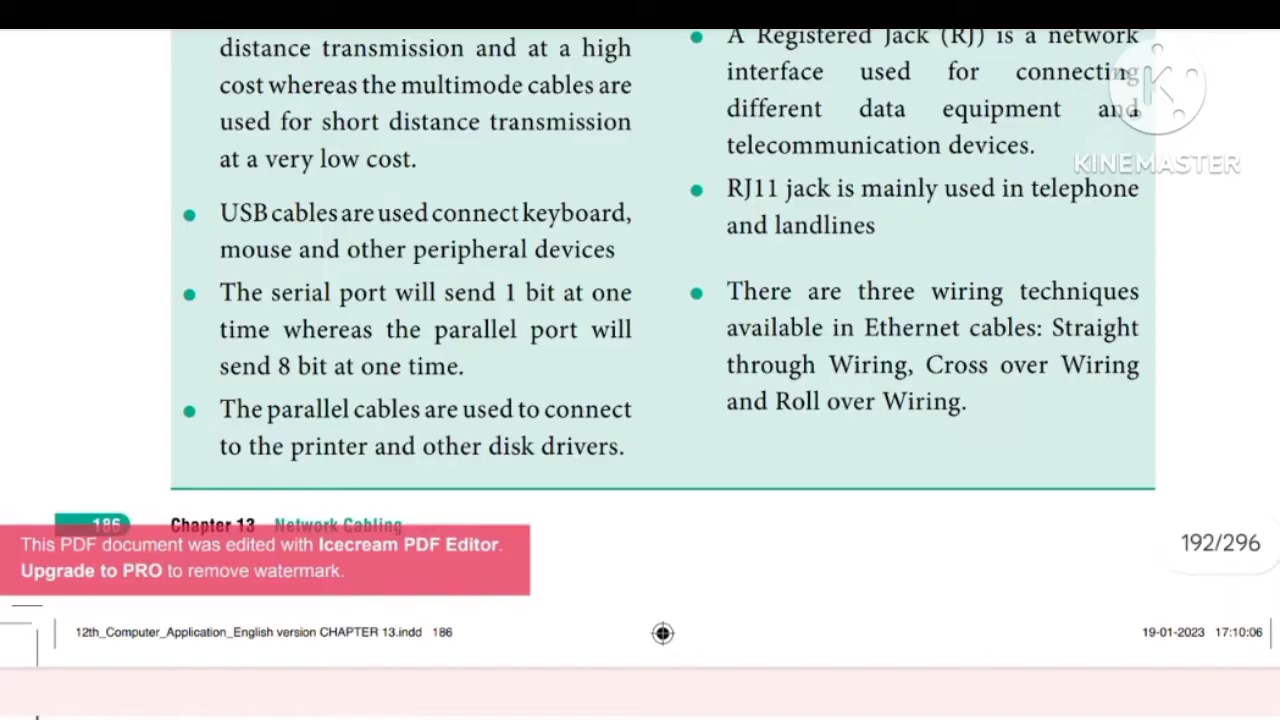 distance transmission and at a high
cost whereas the multimode cables are
used for short distance transmission
at a very low cost.
USB cables are used connect keyboard,
mouse and other peripheral devices
The serial port will send 1 bit at one
time whereas the parallel port will
send 8 bit at one time.
The parallel cables are used to connect
to the printer and other disk drivers.
A Registered Jack (RJ) is a network
interface used for connecting
different data equipment and
telecommunication devices.
RJ11 jack is mainly used in telephone
and landlines
There are three wiring techniques
available in Ethernet cables: Straight
through Wiring, Cross over Wiring
and Roll over Wiring.
KINEMASTER
186 Chapter 13 Network Cabling
This PDF document was edited with Icecream PDF Editor.
Upgrade to PRO to remove watermark.
192/296
12th_Computer_Application_English version CHAPTER 13.indd 186
19-01-2023 17:10:06